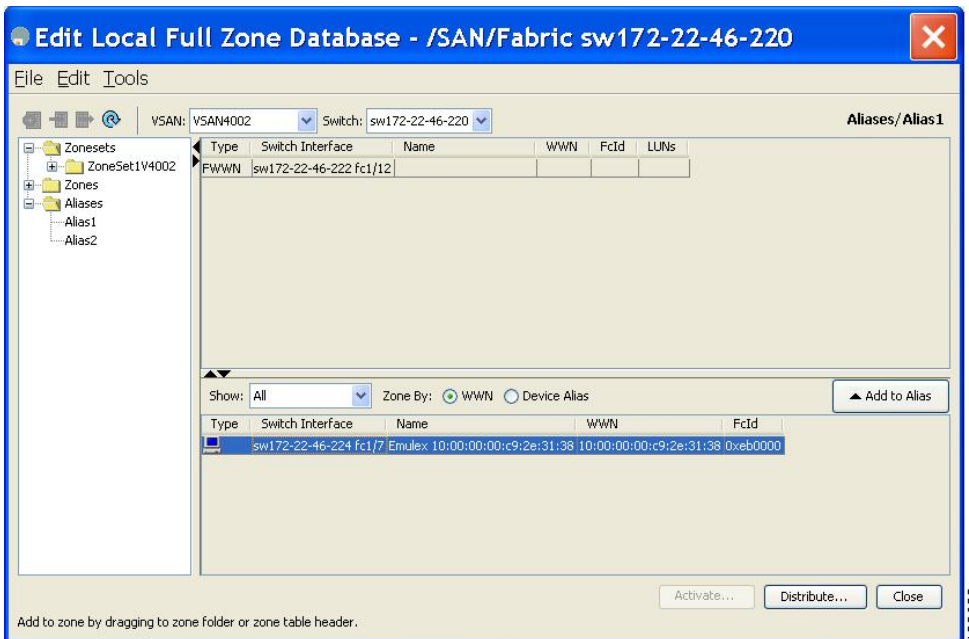 Edit Local Full Zone Database - /SAN/Fabric sw172-22-46-220
File Edit Tools
VSAN: VSAN4002 Switch: sw172-22-46-220 Aliases/Alias1
Zonesets
ZoneSet1V4002
Zones
Aliases
Alias1
Alias2
Type Switch Interface Name WWN FcId LUNs
FWWN sw172-22-46-222 fc1/12
Show: All Zone By: WWN Device Alias Add to Alias
Type Switch Interface Name WWN FcId
sw172-22-46-224 fc1/7 Emulex 10:00:00:00:c9:2e:31:38 10:00:00:00:c9:2e:31:38 0xeb0000
Activate... Distribute... Close
Add to zone by dragging to zone folder or zone table header.